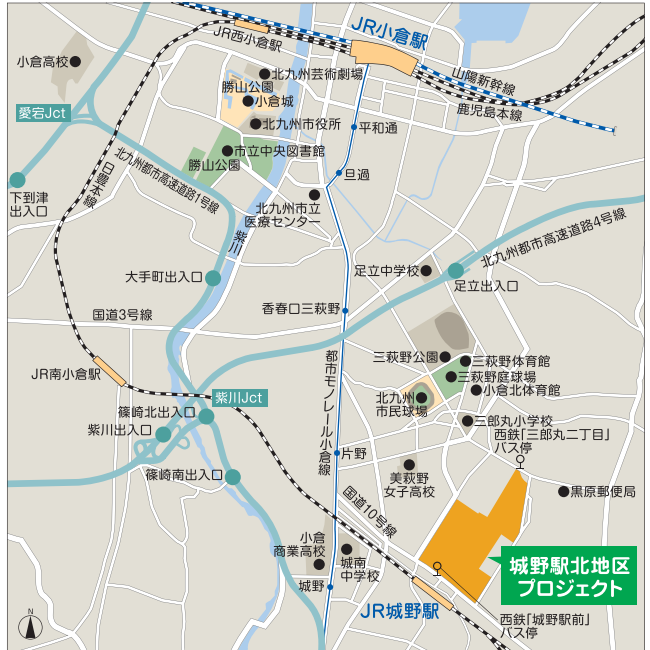 JR小倉駅
JR西小倉駅
小倉高校
北九州芸術劇場
山陽新幹線
勝山公園
小倉城
鹿児島本線
愛宕Jct
北九州市役所
平和通
市立中央図書館
勝山公園
北九州都市高速道路1号線
日豊本線
旦過
下到津
出入口
北九州市立
医療センター
北九州都市高速道路4号線
紫川
足立中学校
大手町出入口
足立出入口
香春口三萩野
国道3号線
三萩野公園
三萩野体育館
都市モノレール小倉線
JR南小倉駅
三萩野庭球場
小倉北体育館
紫川Jct
北九州
市民球場
篠崎北出入口
三郎丸小学校
紫川出入口
西鉄「三郎丸二丁目」
バス停
片野
篠崎南出入口
美萩野
女子高校
国道10号線
黒原郵便局
小倉
商業高校
城南
中学校
城野駅北地区
プロジェクト
城野
JR城野駅
西鉄「城野駅前」
バス停
N